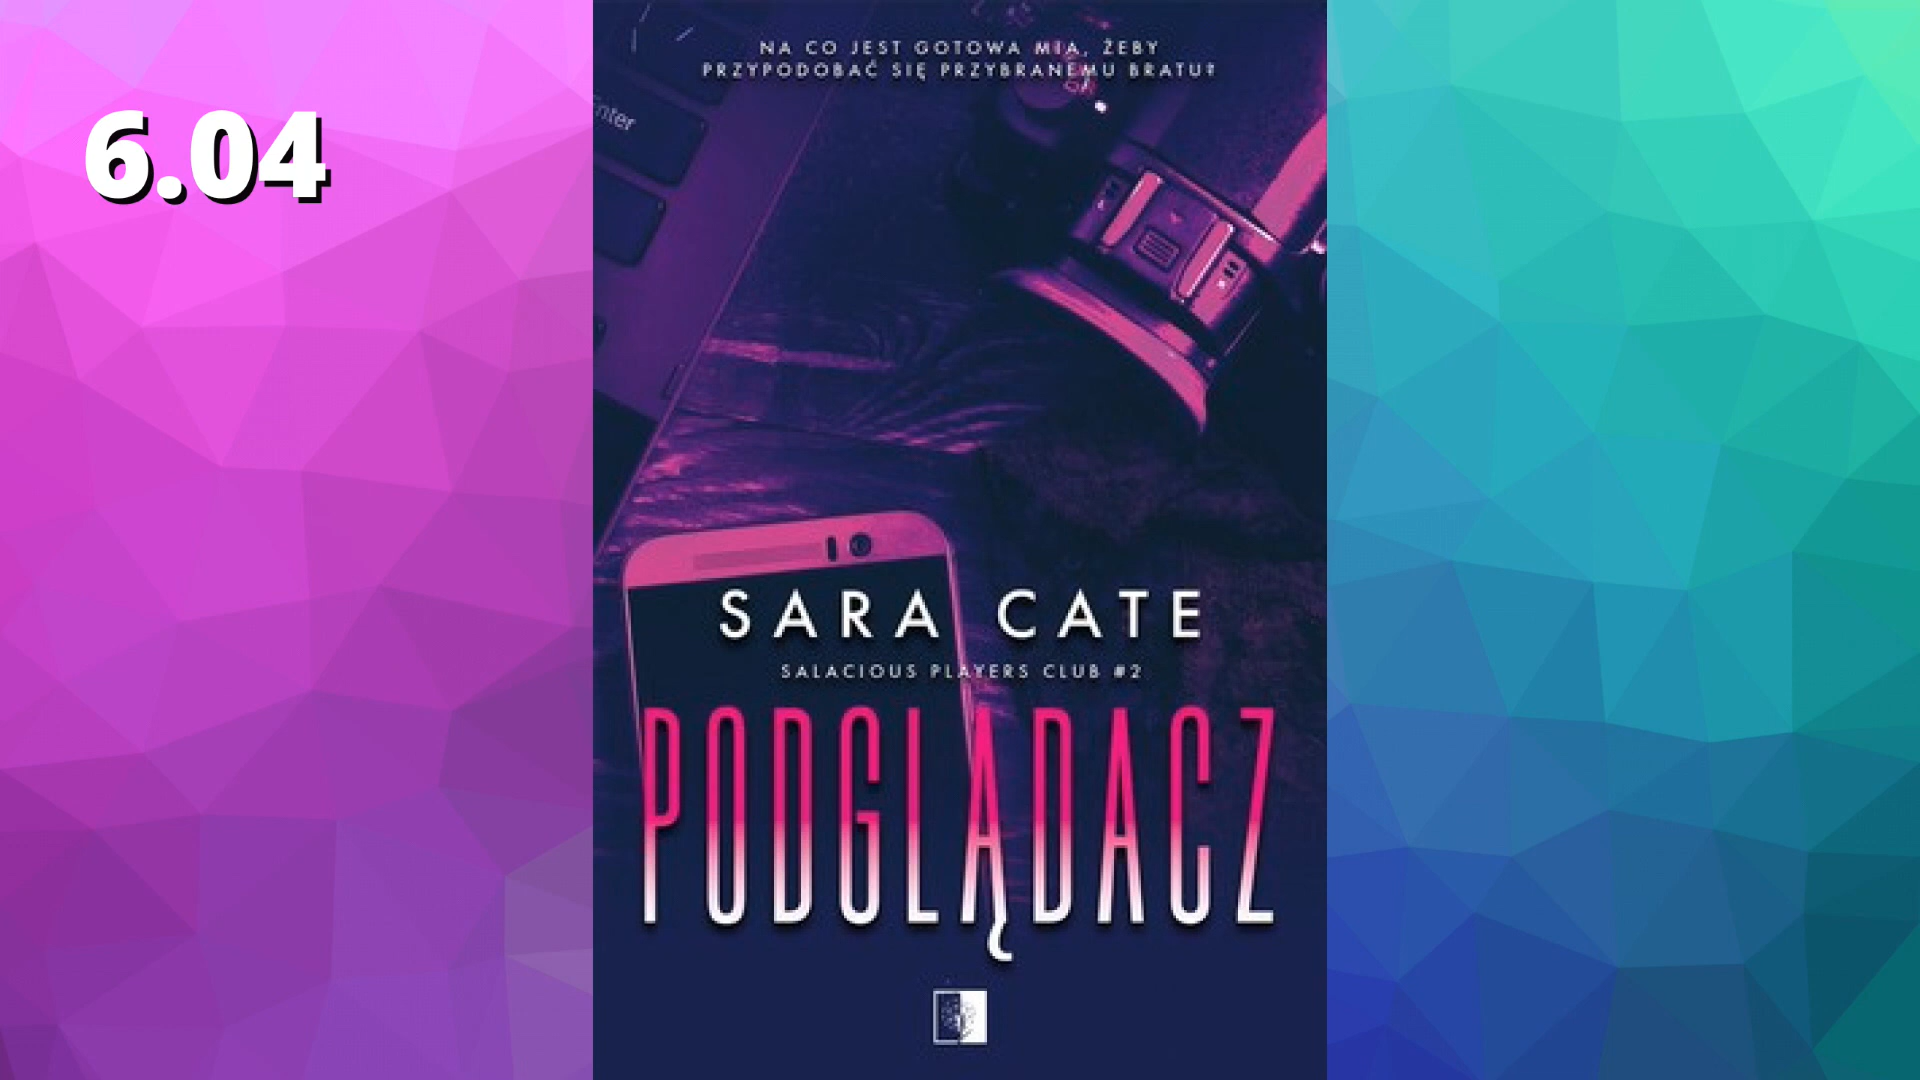 6.04
NA CO JEST GOTOWA MIA, ŻEBY
PRZYPODOBAĆ SIĘ PRZYBRANEMU BRATU?
Enter
SARA CATE
SALACIOUS PLAYERS CLUB #2
PODGLĄDACZ